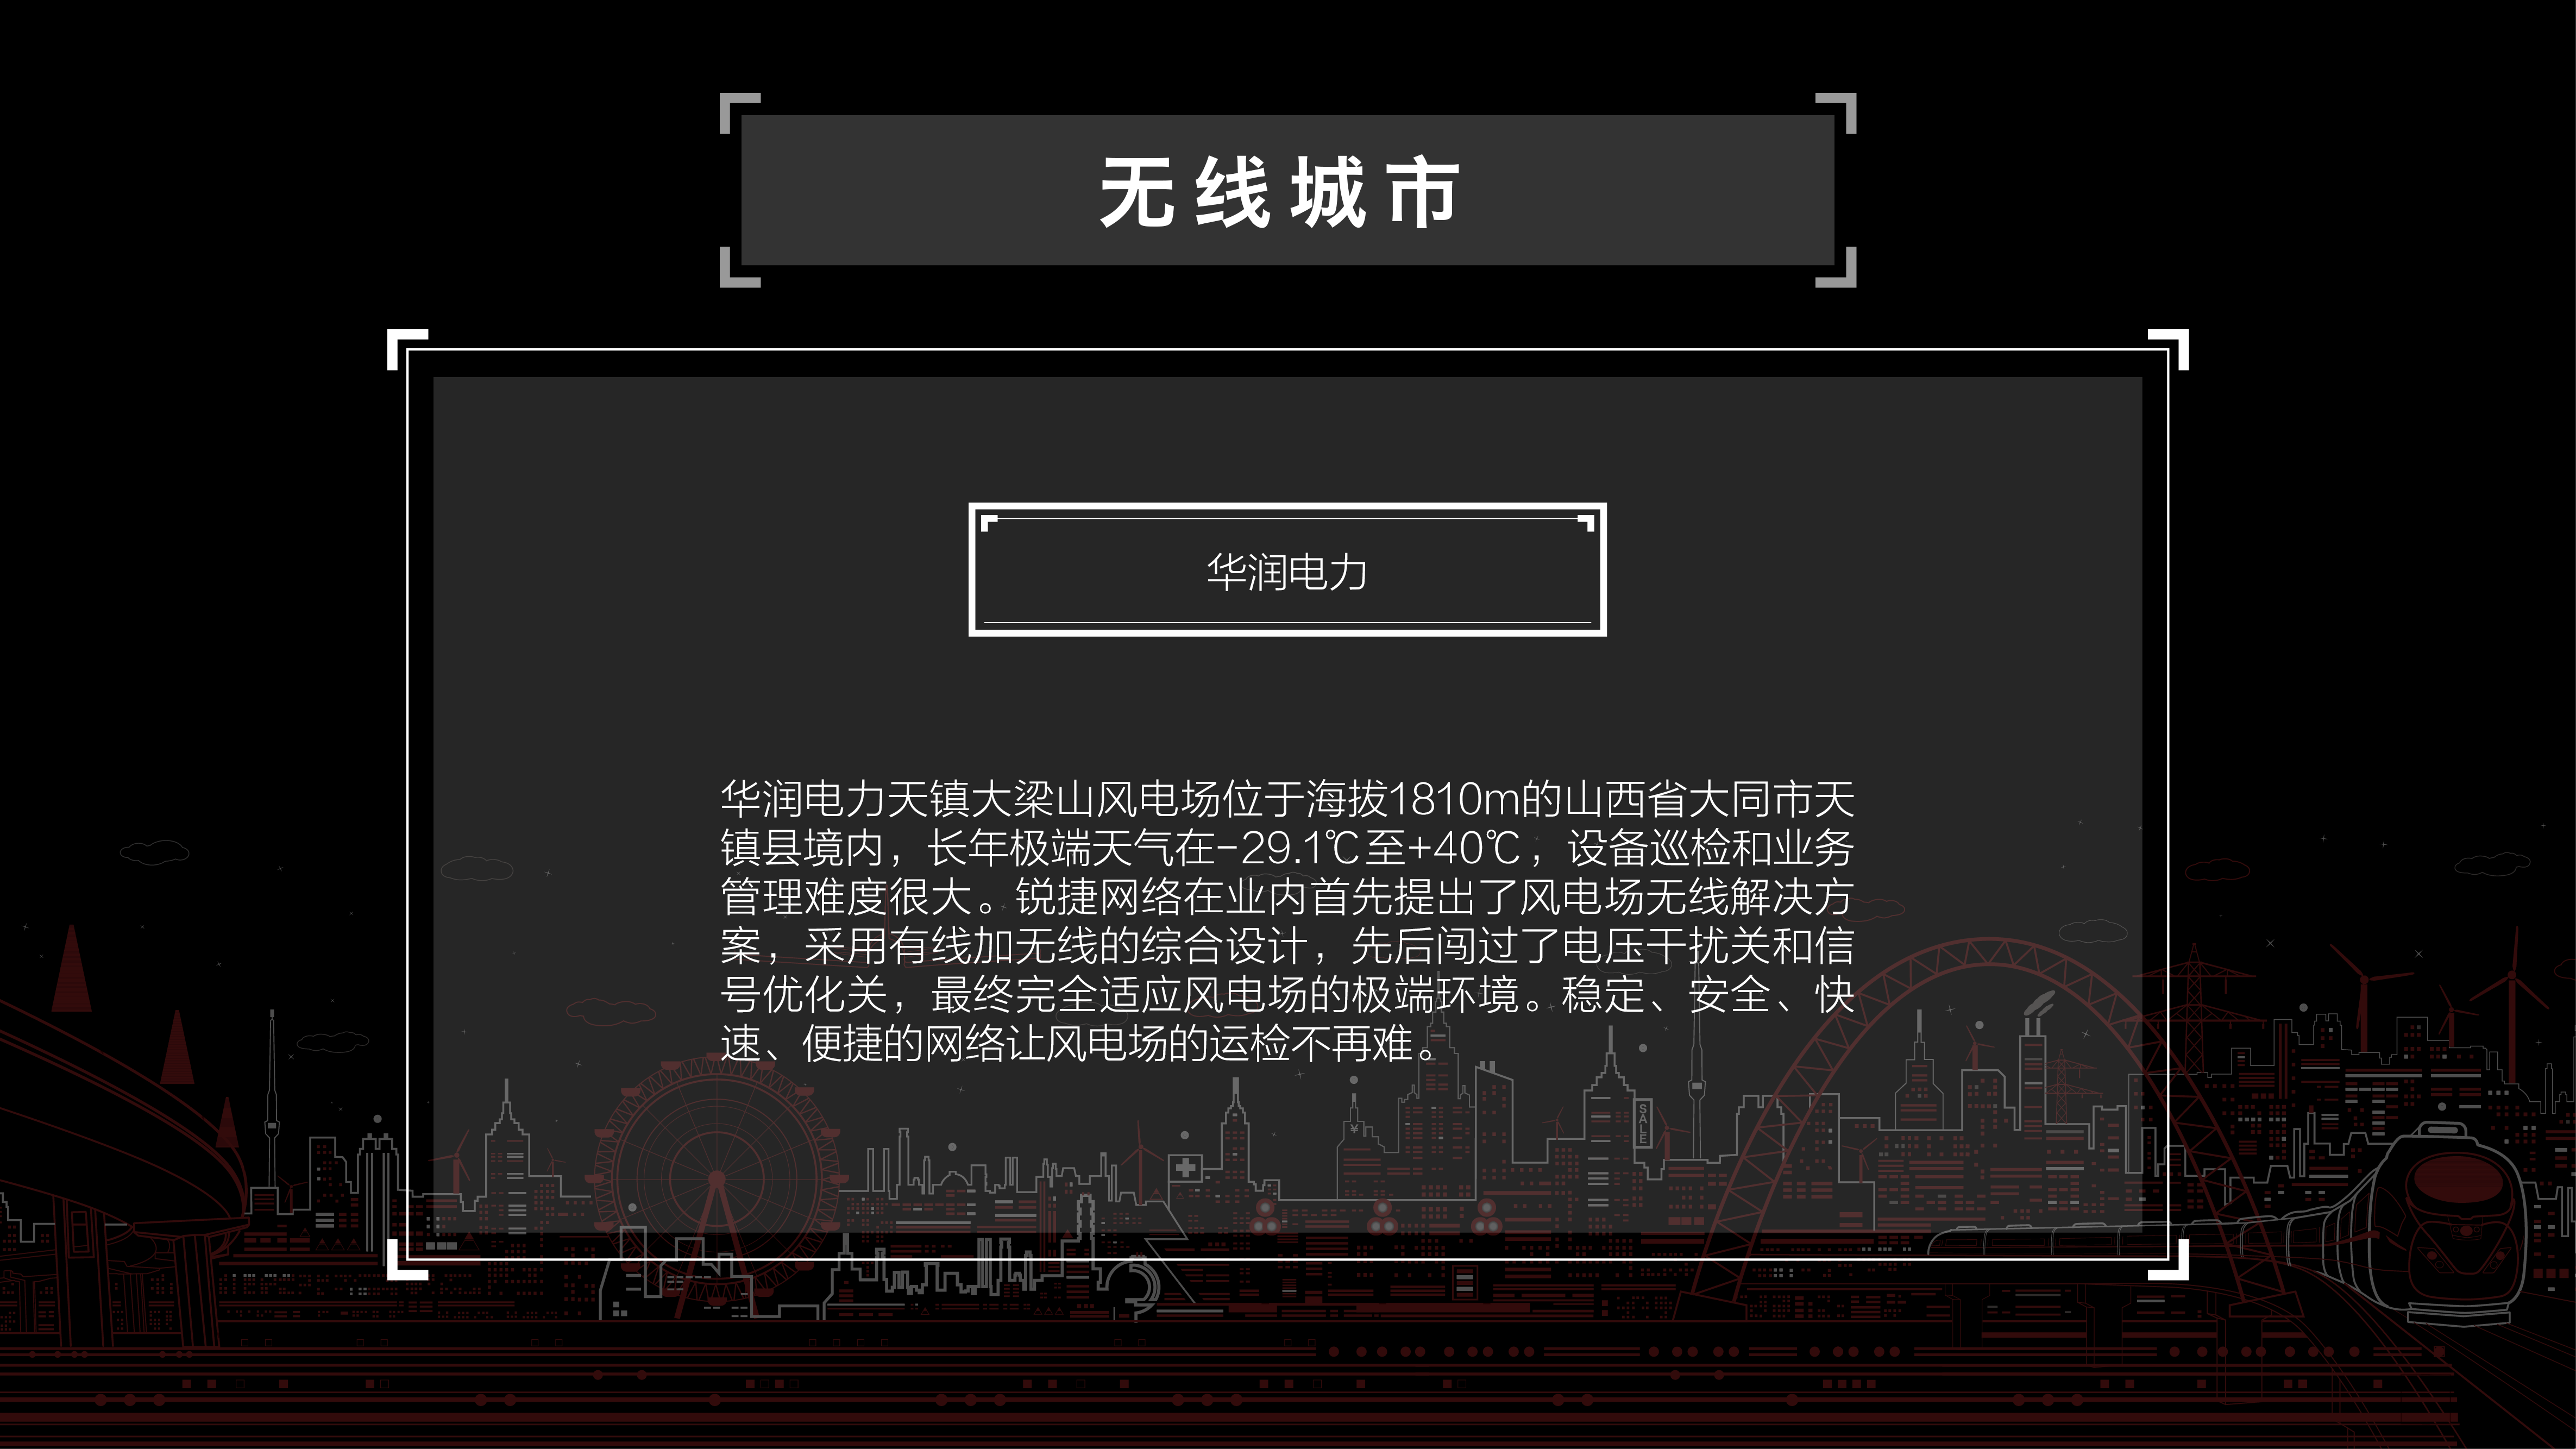 无线城市
华润电力
华润电力天镇大梁山风电场位于海拔1810m的山西省大同市天
镇县境内，长年极端天气在-29.1℃至+40℃，设备巡检和业务
管理难度很大。锐捷网络在业内首先提出了风电场无线解决方
案，采用有线加无线的综合设计，先后闯过了电压干扰关和信
号优化关，最终完全适应风电场的极端环境。稳定、安全、快
速、便捷的网络让风电场的运检不再难。
¥
SALE